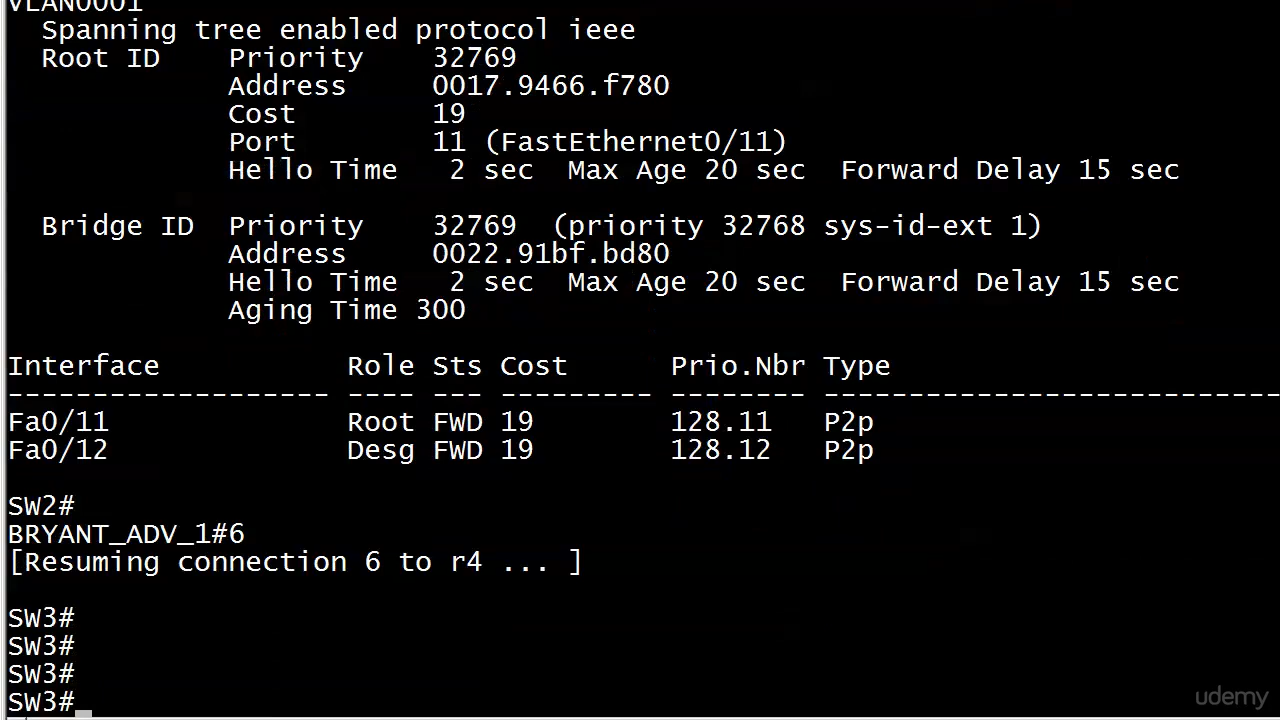 VLAN0001
Spanning tree enabled protocol ieee
Root ID Priority 32769
Address 0017.9466.f780
Cost 19
Port 11 (FastEthernet0/11)
Hello Time 2 sec Max Age 20 sec Forward Delay 15 sec
Bridge ID Priority 32769 (priority 32768 sys-id-ext 1)
Address 0022.91bf.bd80
Hello Time 2 sec Max Age 20 sec Forward Delay 15 sec
Aging Time 300
Interface Role Sts Cost Prio.Nbr Type
------------------- ---- --- --------- -------- ---------------------------
Fa0/11 Root FWD 19 128.11 P2p
Fa0/12 Desg FWD 19 128.12 P2p
SW2#
BRYANT_ADV_1#6
[Resuming connection 6 to r4 ... ]
SW3#
SW3#
SW3#
SW3#
udemy